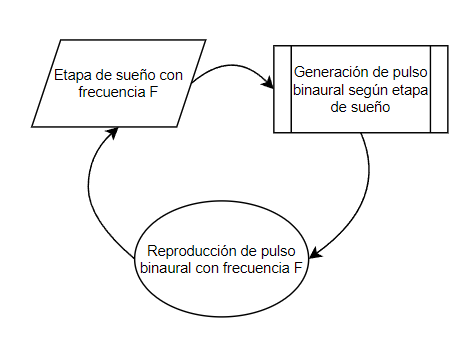 Etapa de sueño con
frecuencia F
Generación de pulso
binaural según etapa
de sueño
Reproducción de pulso
binaural con frecuencia F